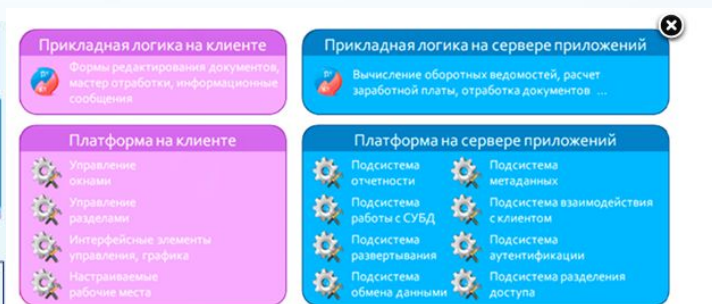 Прикладная логика на клиенте
Формы редактирования документов,
мастер отработки, информационные
сообщения
Прикладная логика на сервере приложений
Вычисление оборотных ведомостей, расчет
заработной платы, отработка документов ...
Платформа на клиенте
Управление
окнами
Управление
разделами
Интерфейсные элементы
управления, графика
Настраиваемые
рабочие места
Платформа на сервере приложений
Подсистема
отчетности
Подсистема
работы с СУБД
Подсистема
развертывания
Подсистема
обмена данными
Подсистема
метаданных
Подсистема взаимодействия
с клиентом
Подсистема
аутентификации
Подсистема разделения
доступа